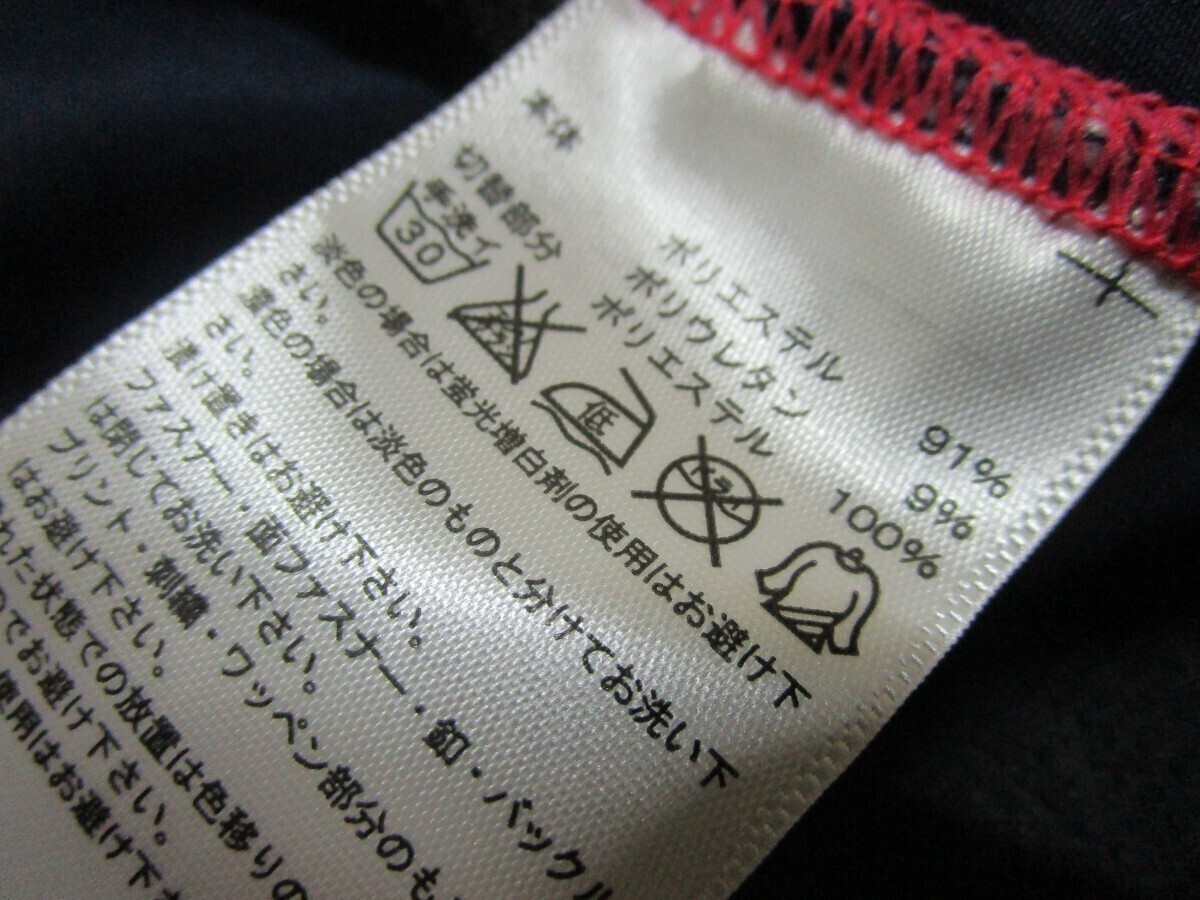 本体 ポリエステル 91%
ポリウレタン 9%
切替部分 ポリエステル 100%
手洗イ 30 低 ドライ
淡色の場合は蛍光増白剤の使用はお避け下
さい。
濃色の場合は淡色のものと分けてお洗い下
さい。
漬け置きはお避け下さい。
ファスナー・面ファスナー・釦・バックル
は閉じてお洗い下さい。
プリント・刺繍・ワッペン部分のも
はお避け下さい。
れた状態での放置は色移りの
のでお避け下さい。
使用はお避け下さ